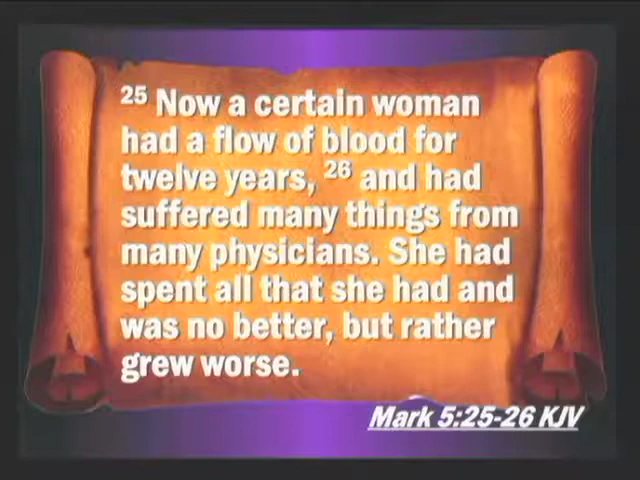 25 Now a certain woman
had a flow of blood for
twelve years, 26 and had
suffered many things from
many physicians. She had
spent all that she had and
was no better, but rather
grew worse.
Mark 5:25-26 KJV